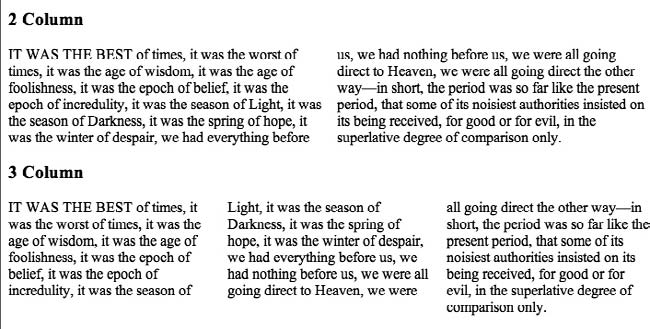 2 Column
IT WAS THE BEST of times, it was the worst of
times, it was the age of wisdom, it was the age of
foolishness, it was the epoch of belief, it was the
epoch of incredulity, it was the season of Light, it was
the season of Darkness, it was the spring of hope, it
was the winter of despair, we had everything before
us, we had nothing before us, we were all going
direct to Heaven, we were all going direct the other
way—in short, the period was so far like the present
period, that some of its noisiest authorities insisted on
its being received, for good or for evil, in the
superlative degree of comparison only.
3 Column
IT WAS THE BEST of times, it
was the worst of times, it was the
age of wisdom, it was the age of
foolishness, it was the epoch of
belief, it was the epoch of
incredulity, it was the season of
Light, it was the season of
Darkness, it was the spring of
hope, it was the winter of despair,
we had everything before us, we
had nothing before us, we were all
going direct to Heaven, we were
all going direct the other way—in
short, the period was so far like the
present period, that some of its
noisiest authorities insisted on its
being received, for good or for
evil, in the superlative degree of
comparison only.